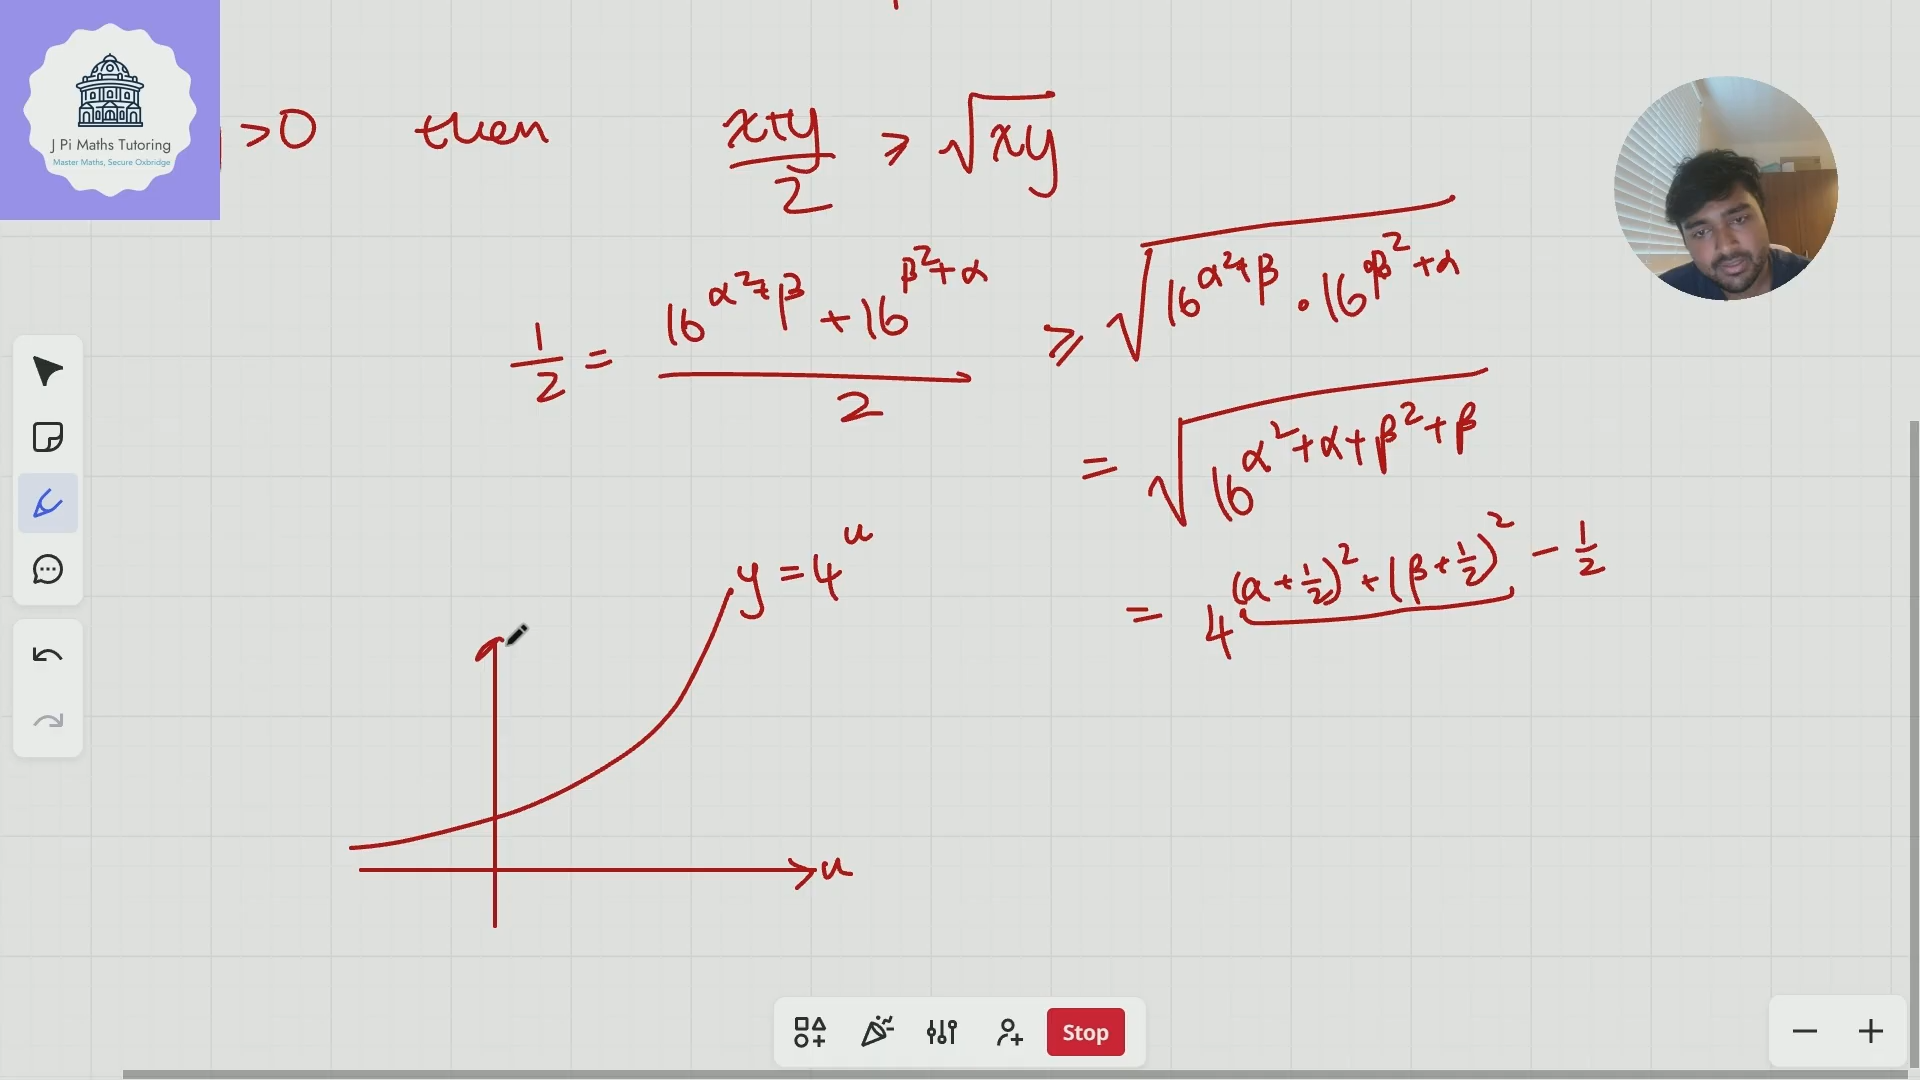 J Pi Maths Tutoring
Master Maths, Secure Oxbridge
>0 then (x+y)/2 ≥ √(xy)
1/2 = (16^(α²+β) + 16^(β²+α))/2 ≥ √(16^(α²+β) · 16^(β²+α))
= √(16^(α²+α+β²+β))
= 4^((α+1/2)²+(β+1/2)² − 1/2)
y = 4^u
u
Stop